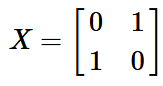 X = [0 1
1 0]